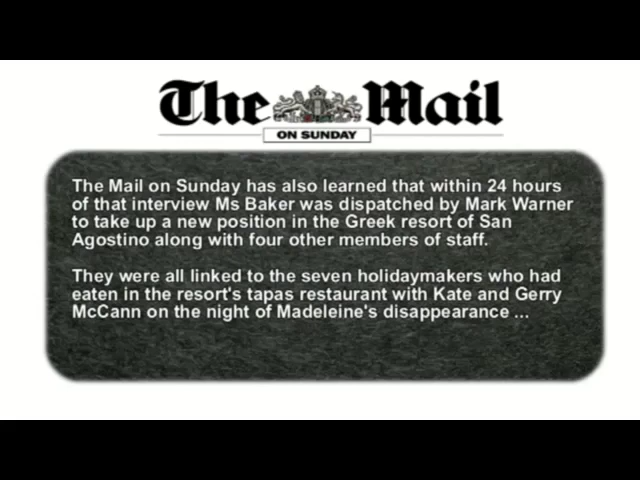 The Mail
ON SUNDAY
The Mail on Sunday has also learned that within 24 hours
of that interview Ms Baker was dispatched by Mark Warner
to take up a new position in the Greek resort of San
Agostino along with four other members of staff.
They were all linked to the seven holidaymakers who had
eaten in the resort's tapas restaurant with Kate and Gerry
McCann on the night of Madeleine's disappearance ...